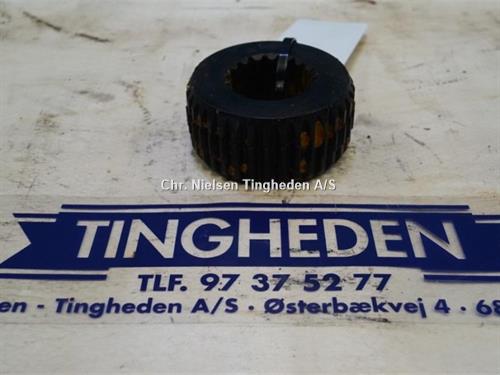 Chr. Nielsen Tingheden A/S
TINGHEDEN
TLF. 97 37 52 77
en - Tingheden A/S · Østerbækvej 4 · 68